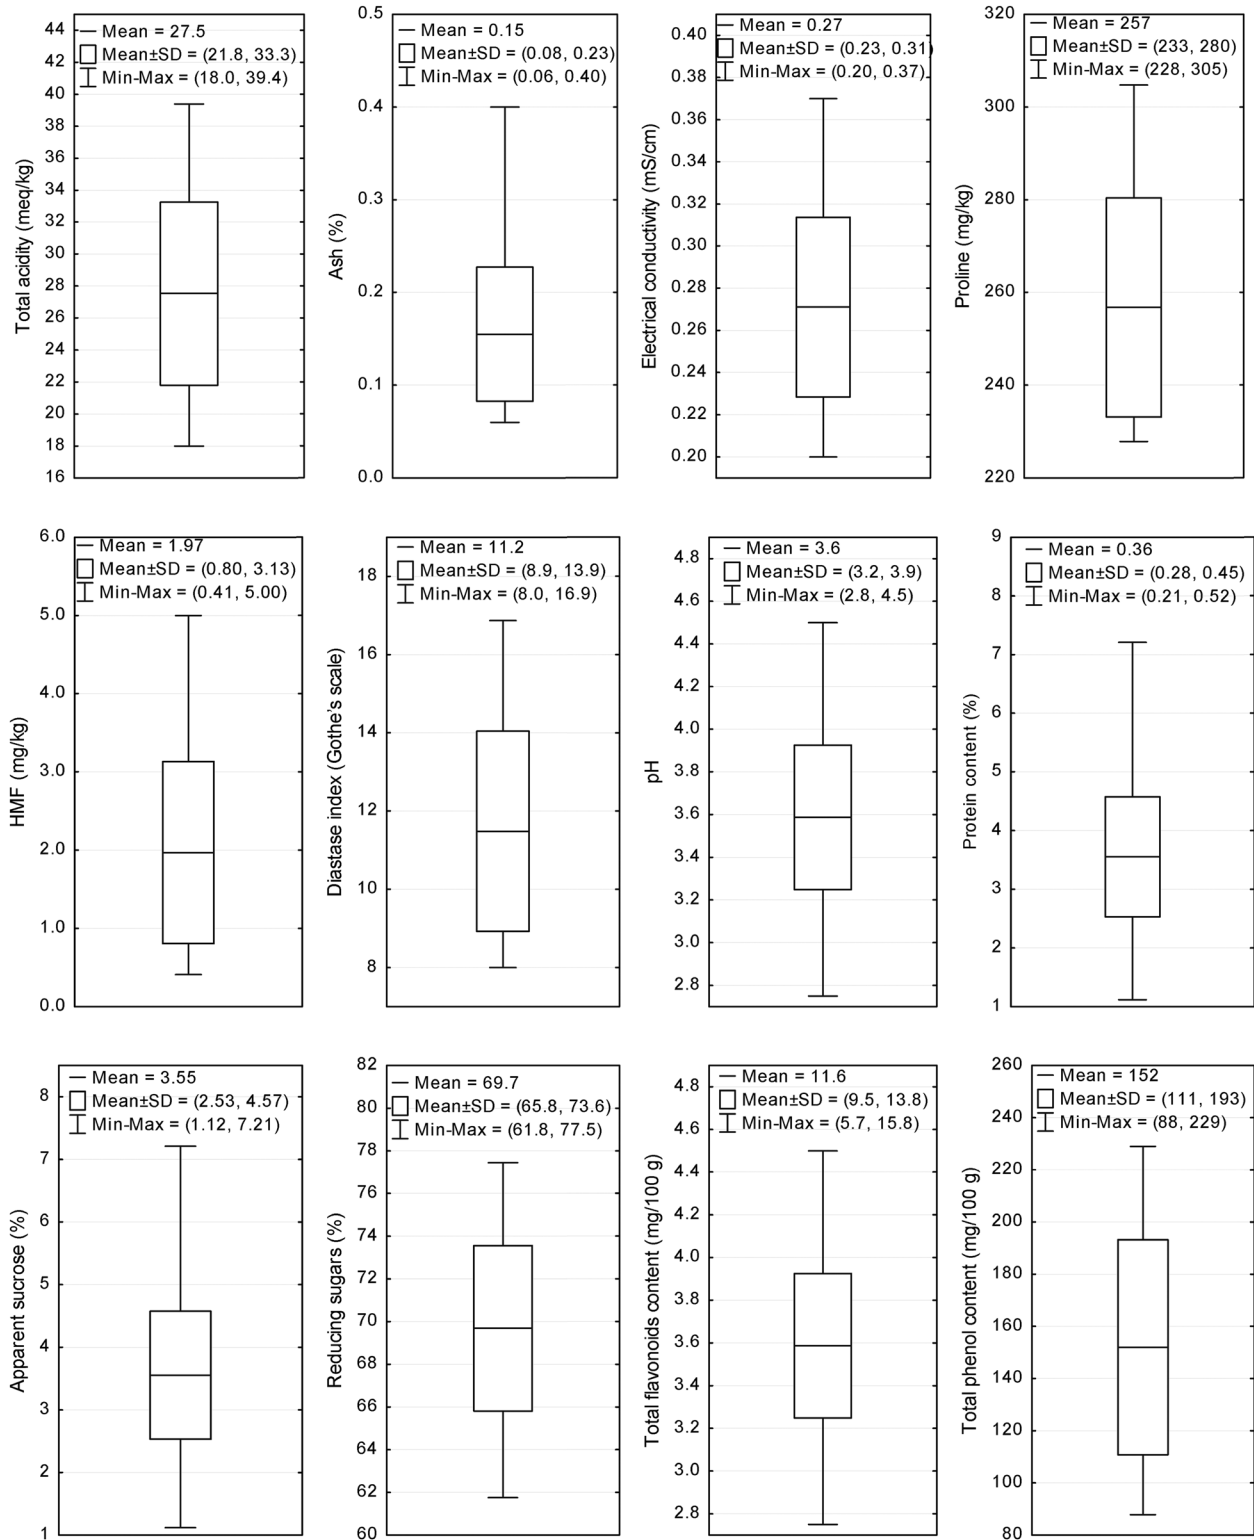 Total acidity (meq/kg)
— Mean = 27.5
Mean±SD = (21.8, 33.3)
Min-Max = (18.0, 39.4)
44
42
40
38
36
34
32
30
28
26
24
22
20
18
16
Ash (%)
— Mean = 0.15
Mean±SD = (0.08, 0.23)
Min-Max = (0.06, 0.40)
0.5
0.4
0.3
0.2
0.1
0.0
Electrical conductivity (mS/cm)
— Mean = 0.27
Mean±SD = (0.23, 0.31)
Min-Max = (0.20, 0.37)
0.40
0.38
0.36
0.34
0.32
0.30
0.28
0.26
0.24
0.22
0.20
Proline (mg/kg)
— Mean = 257
Mean±SD = (233, 280)
Min-Max = (228, 305)
320
300
280
260
240
220
HMF (mg/kg)
— Mean = 1.97
Mean±SD = (0.80, 3.13)
Min-Max = (0.41, 5.00)
6.0
5.0
4.0
3.0
2.0
1.0
0.0
Diastase index (Gothe's scale)
— Mean = 11.2
Mean±SD = (8.9, 13.9)
Min-Max = (8.0, 16.9)
18
16
14
12
10
8
pH
— Mean = 3.6
Mean±SD = (3.2, 3.9)
Min-Max = (2.8, 4.5)
4.8
4.6
4.4
4.2
4.0
3.8
3.6
3.4
3.2
3.0
2.8
Protein content (%)
— Mean = 0.36
Mean±SD = (0.28, 0.45)
Min-Max = (0.21, 0.52)
9
8
7
6
5
4
3
2
1
Apparent sucrose (%)
— Mean = 3.55
Mean±SD = (2.53, 4.57)
Min-Max = (1.12, 7.21)
8
7
6
5
4
3
2
1
Reducing sugars (%)
— Mean = 69.7
Mean±SD = (65.8, 73.6)
Min-Max = (61.8, 77.5)
82
80
78
76
74
72
70
68
66
64
62
60
Total flavonoids content (mg/100 g)
— Mean = 11.6
Mean±SD = (9.5, 13.8)
Min-Max = (5.7, 15.8)
4.8
4.6
4.4
4.2
4.0
3.8
3.6
3.4
3.2
3.0
2.8
Total phenol content (mg/100 g)
— Mean = 152
Mean±SD = (111, 193)
Min-Max = (88, 229)
260
240
220
200
180
160
140
120
100
80